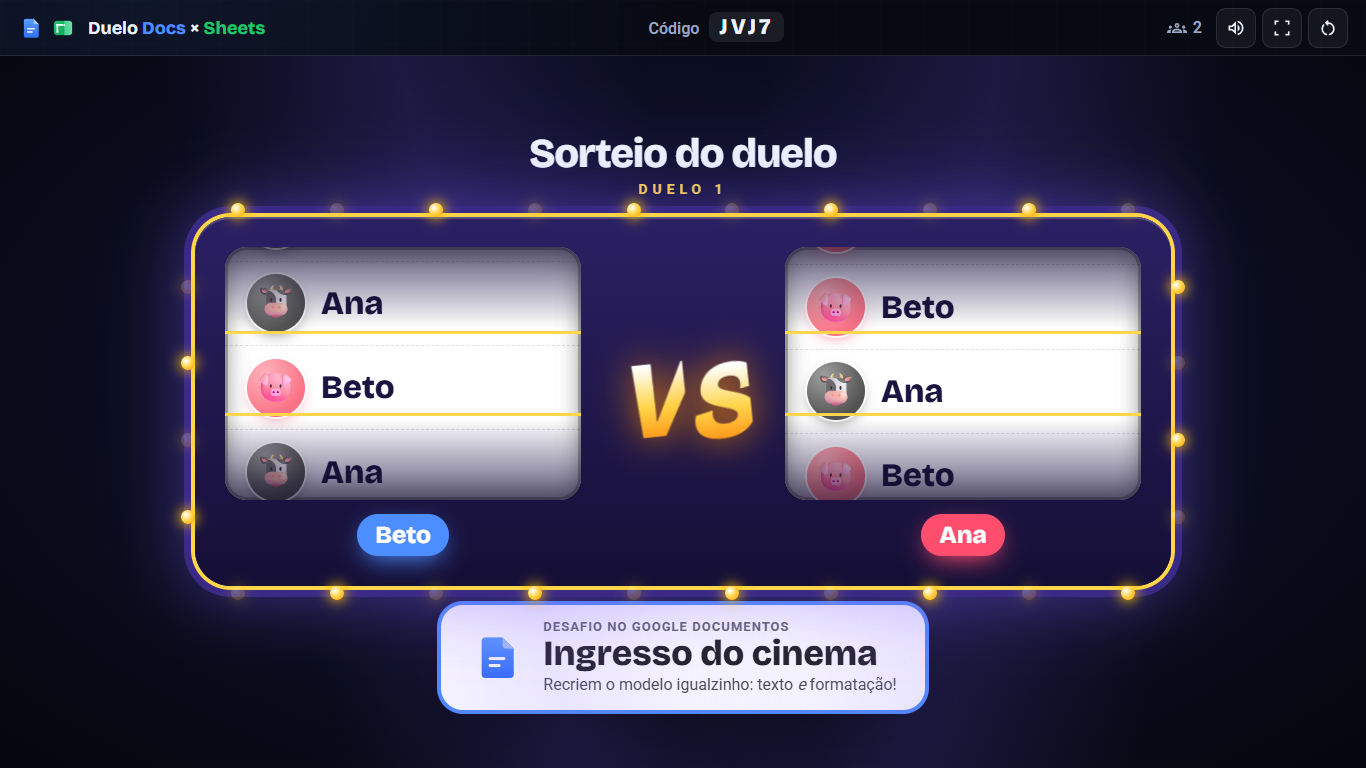 Duelo Docs × Sheets
Código JVJ7
2
Sorteio do duelo
DUELO 1
Ana
Beto
Ana
VS
Beto
Ana
Beto
Beto
Ana
DESAFIO NO GOOGLE DOCUMENTOS
Ingresso do cinema
Recriem o modelo igualzinho: texto e formatação!